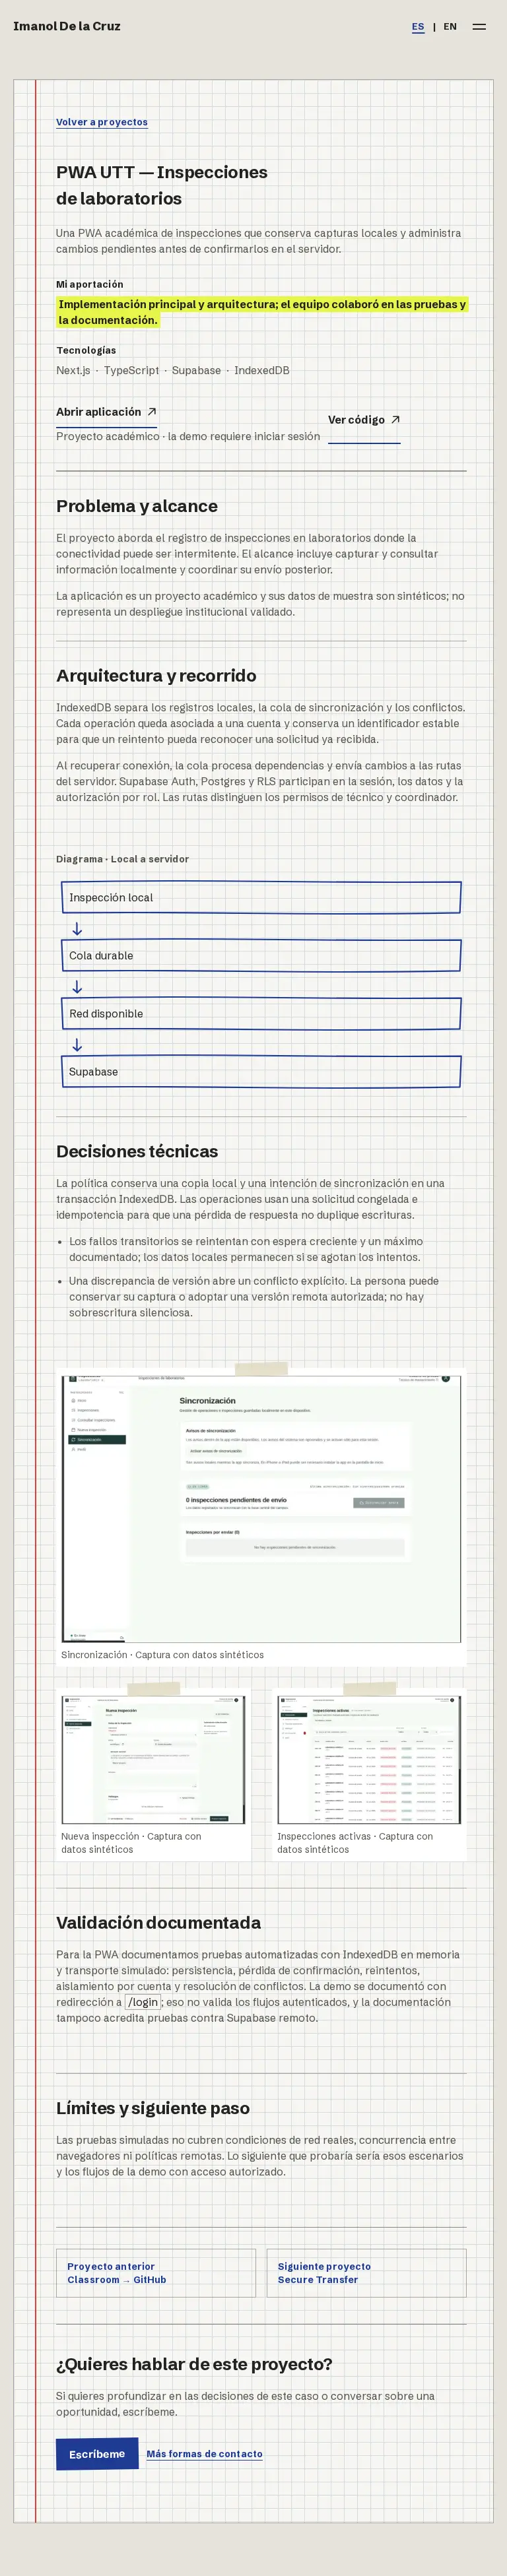 Imanol De la Cruz
ES | EN
Volver a proyectos
PWA UTT — Inspecciones
de laboratorios
Una PWA académica de inspecciones que conserva capturas locales y administra
cambios pendientes antes de confirmarlos en el servidor.
Mi aportación
Implementación principal y arquitectura; el equipo colaboró en las pruebas y
la documentación.
Tecnologías
Next.js · TypeScript · Supabase · IndexedDB
Abrir aplicación
Ver código
Proyecto académico · la demo requiere iniciar sesión
Problema y alcance
El proyecto aborda el registro de inspecciones en laboratorios donde la
conectividad puede ser intermitente. El alcance incluye capturar y consultar
información localmente y coordinar su envío posterior.
La aplicación es un proyecto académico y sus datos de muestra son sintéticos; no
representa un despliegue institucional validado.
Arquitectura y recorrido
IndexedDB separa los registros locales, la cola de sincronización y los conflictos.
Cada operación queda asociada a una cuenta y conserva un identificador estable
para que un reintento pueda reconocer una solicitud ya recibida.
Al recuperar conexión, la cola procesa dependencias y envía cambios a las rutas
del servidor. Supabase Auth, Postgres y RLS participan en la sesión, los datos y la
autorización por rol. Las rutas distinguen los permisos de técnico y coordinador.
Diagrama · Local a servidor
Inspección local
↓
Cola durable
↓
Red disponible
↓
Supabase
Decisiones técnicas
La política conserva una copia local y una intención de sincronización en una
transacción IndexedDB. Las operaciones usan una solicitud congelada e
idempotencia para que una pérdida de respuesta no duplique escrituras.
• Los fallos transitorios se reintentan con espera creciente y un máximo
documentado; los datos locales permanecen si se agotan los intentos.
• Una discrepancia de versión abre un conflicto explícito. La persona puede
conservar su captura o adoptar una versión remota autorizada; no hay
sobrescritura silenciosa.
Sincronización
Avisos de sincronización
0 inspecciones pendientes de envío
Inspecciones por enviar (0)
Sincronización · Captura con datos sintéticos
Nueva inspección
Inspecciones activas
Nueva inspección · Captura con
datos sintéticos
Inspecciones activas · Captura con
datos sintéticos
Validación documentada
Para la PWA documentamos pruebas automatizadas con IndexedDB en memoria
y transporte simulado: persistencia, pérdida de confirmación, reintentos,
aislamiento por cuenta y resolución de conflictos. La demo se documentó con
redirección a /login; eso no valida los flujos autenticados, y la documentación
tampoco acredita pruebas contra Supabase remoto.
Límites y siguiente paso
Las pruebas simuladas no cubren condiciones de red reales, concurrencia entre
navegadores ni políticas remotas. Lo siguiente que probaría sería esos escenarios
y los flujos de la demo con acceso autorizado.
Proyecto anterior
Classroom → GitHub
Siguiente proyecto
Secure Transfer
¿Quieres hablar de este proyecto?
Si quieres profundizar en las decisiones de este caso o conversar sobre una
oportunidad, escríbeme.
Escríbeme
Más formas de contacto